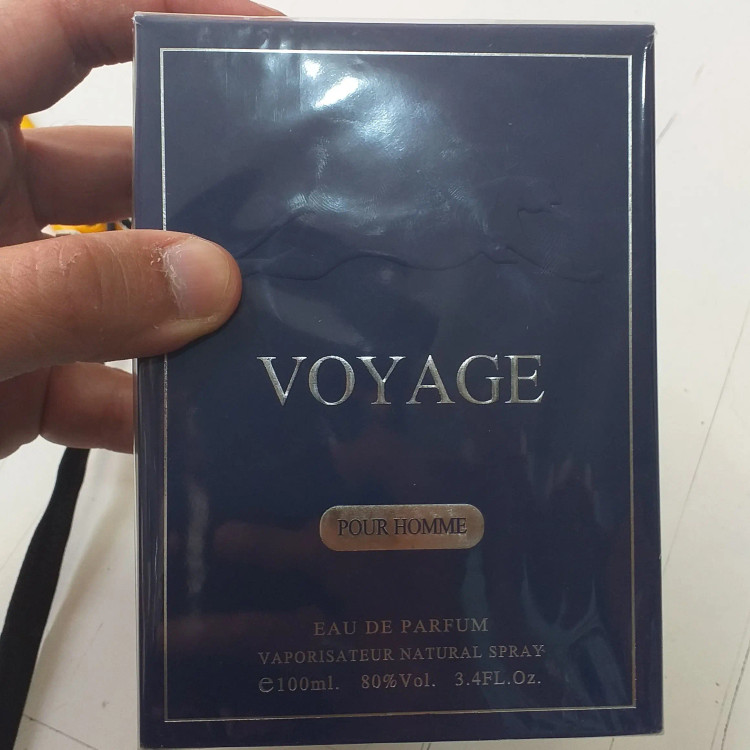 VOYAGE
POUR HOMME
EAU DE PARFUM
VAPORISATEUR NATURAL SPRAY
℮100ml. 80%Vol. 3.4FL.Oz.